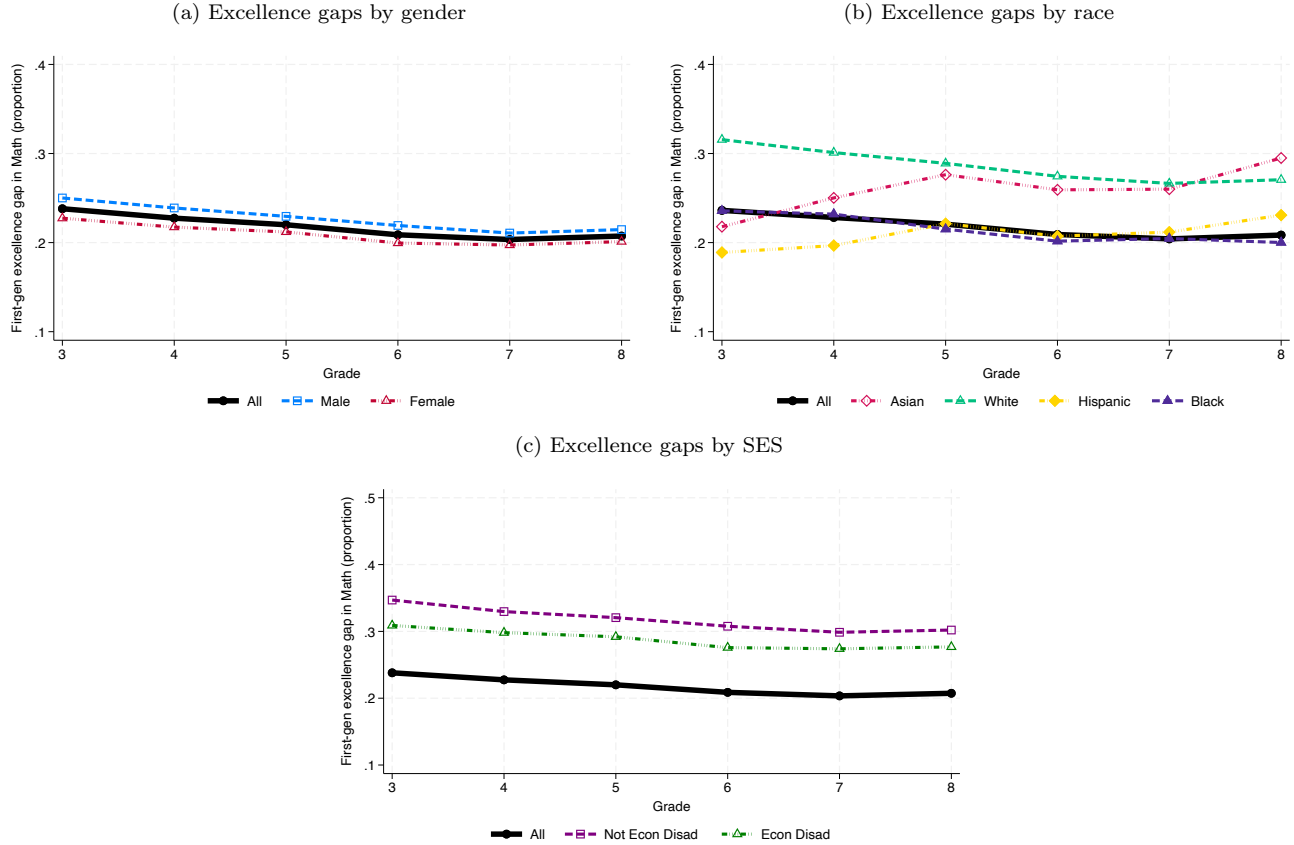 (a) Excellence gaps by gender
First-gen excellence gap in Math (proportion)
.4
.3
.2
.1
3 4 5 6 7 8
Grade
All Male Female
(b) Excellence gaps by race
First-gen excellence gap in Math (proportion)
.4
.3
.2
.1
3 4 5 6 7 8
Grade
All Asian White Hispanic Black
(c) Excellence gaps by SES
First-gen excellence gap in Math (proportion)
.5
.4
.3
.2
.1
3 4 5 6 7 8
Grade
All Not Econ Disad Econ Disad